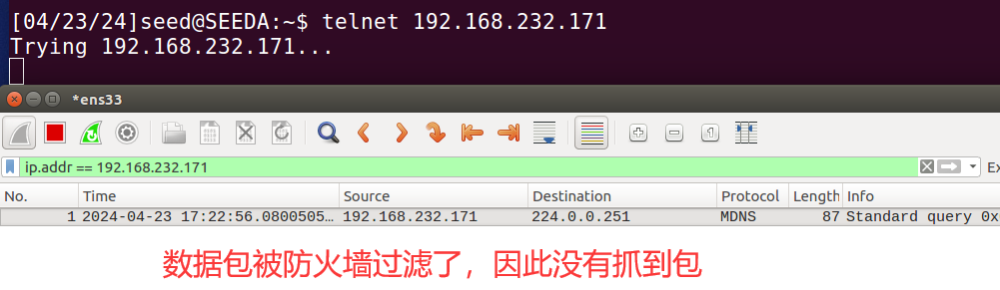 [04/23/24]seed@SEEDA:~$ telnet 192.168.232.171
Trying 192.168.232.171...
*ens33
ip.addr == 192.168.232.171 Ex
No. Time Source Destination Protocol Length Info
1 2024-04-23 17:22:56.0800505… 192.168.232.171 224.0.0.251 MDNS 87 Standard query 0x
数据包被防火墙过滤了，因此没有抓到包